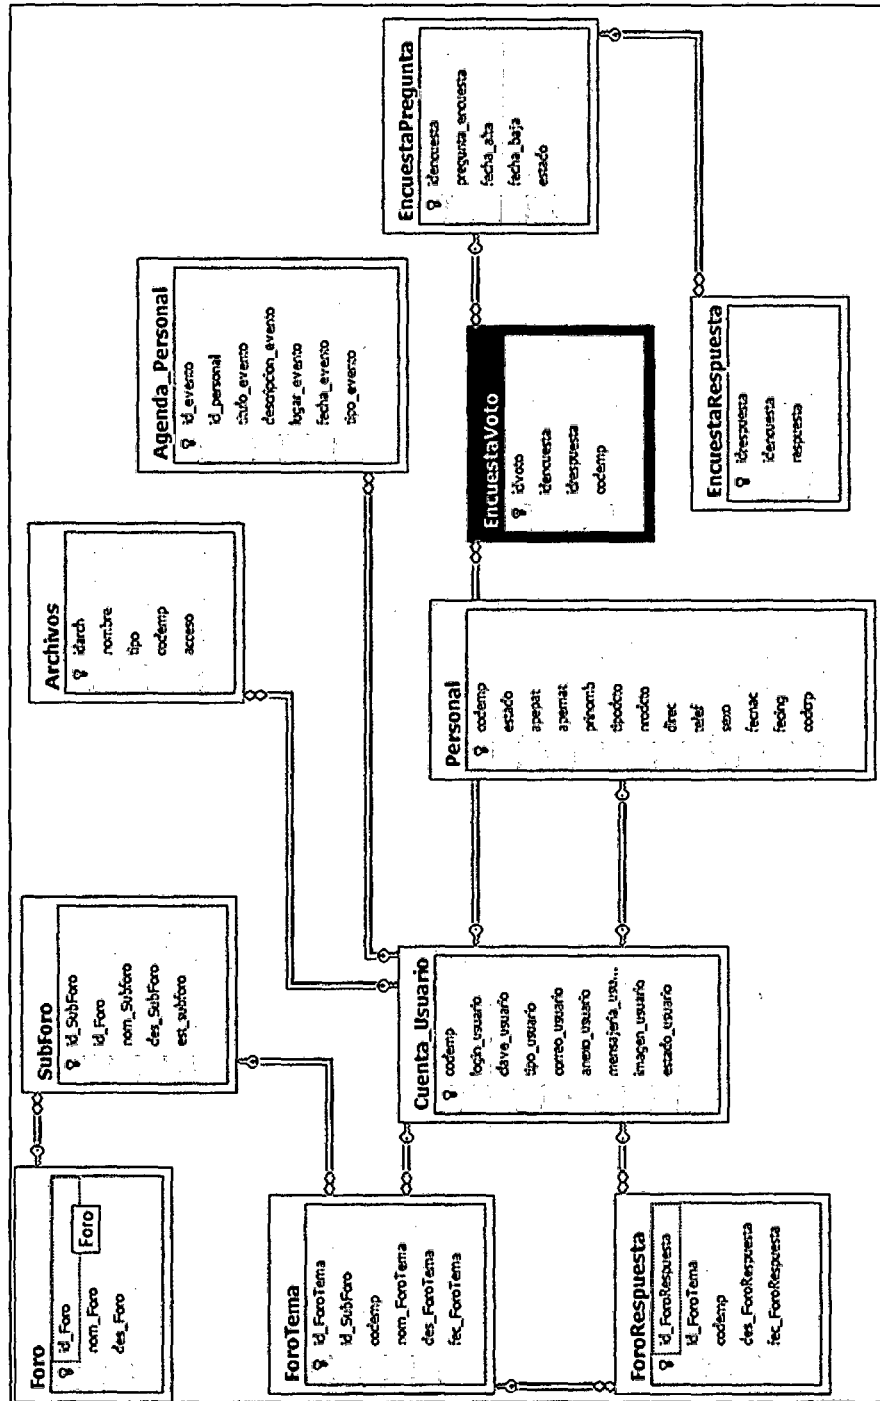 Foro
id_Foro
nom_Foro
des_Foro
Foro
SubForo
id_SubForo
id_Foro
nom_Subforo
des_SubForo
est_subforo
Archivos
idarch
nombre
tipo
codemp
acceso
Agenda_Personal
id_evento
id_personal
titulo_evento
descripcion_evento
lugar_evento
fecha_evento
tipo_evento
ForoTema
id_ForoTema
id_SubForo
codemp
nom_ForoTema
des_ForoTema
fec_ForoTema
Cuenta_Usuario
codemp
login_usuario
clave_usuario
tipo_usuario
correo_usuario
anexo_usuario
mensajeria_usu...
imagen_usuario
estado_usuario
Personal
codemp
estado
apepat
apemat
prinomb
tipodcto
nrodcto
direc
telef
sexo
fecnac
fecing
EncuestaVoto
idvoto
idencuesta
idrespuesta
codemp
EncuestaPregunta
idencuesta
pregunta_encuesta
fecha_alta
fecha_baja
estado
ForoRespuesta
id_ForoRespuesta
id_ForoTema
codemp
des_ForoRespuesta
fec_ForoRespuesta
EncuestaRespuesta
idrespuesta
idencuesta
respuesta